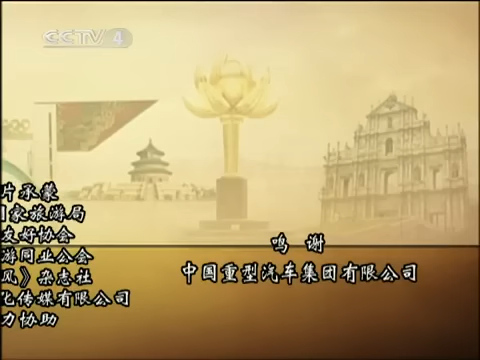 CCTV 4
片承蒙
家旅游局
友好协会
游同业公会
风》杂志社
化传媒有限公司
力协助
鸣 谢
中国重型汽车集团有限公司